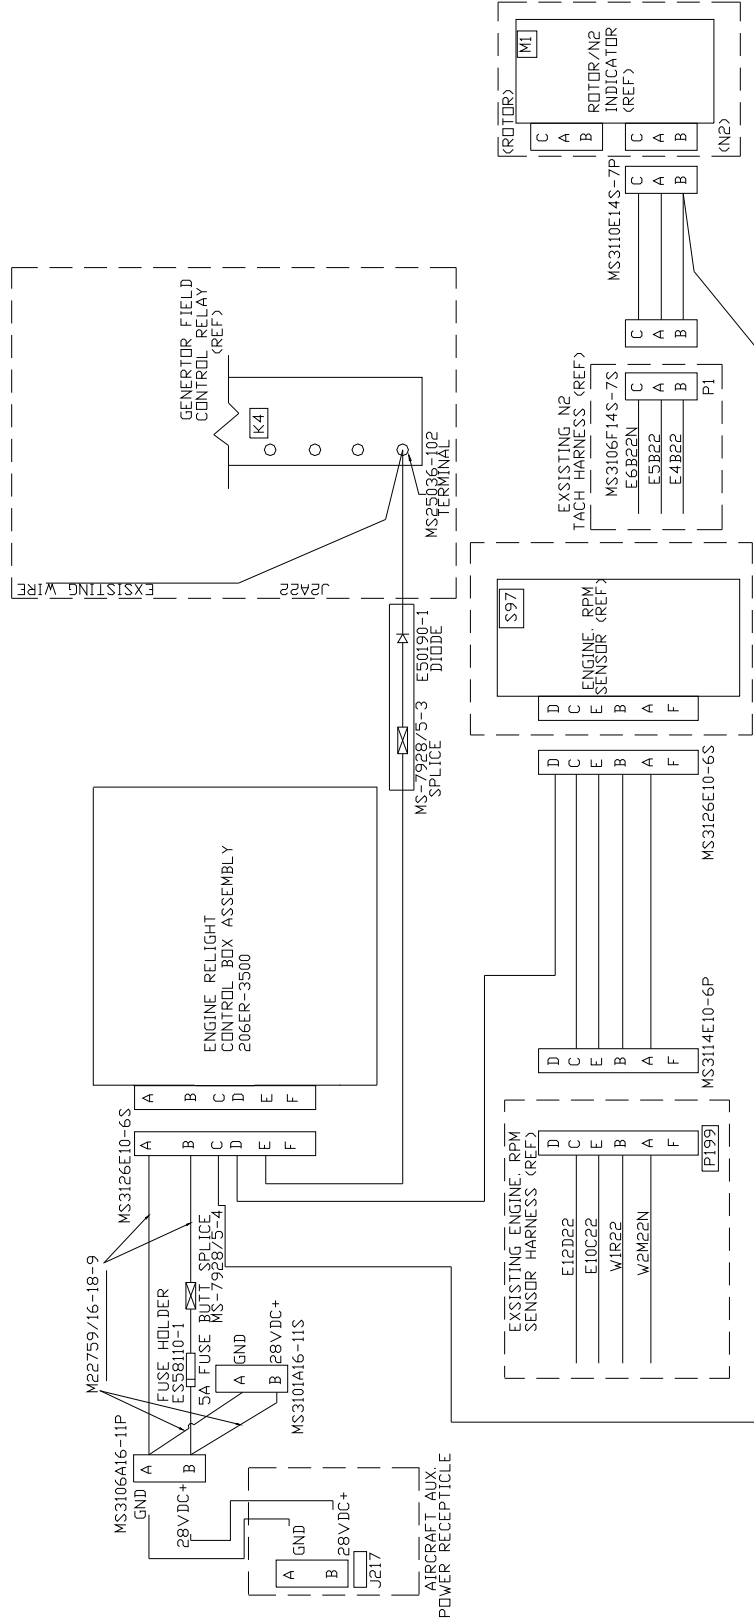 MS3106A16-11P
GND
A
B
28VDC+
M22759/16-18-9
FUSE HOLDER
ES58110-1
5A FUSE
BUTT SPLICE
MS-7928/5-4
GND
A
B
28VDC+
MS3101A16-11S
GND
A
B
28VDC+
J217
AIRCRAFT AUX.
POWER RECEPTICLE
MS3126E10-6S
A
B
C
D
E
F
A
B
C
D
E
F
ENGINE RELIGHT
CONTROL BOX ASSEMBLY
206ER-3500
EXSISTING WIRE
J2A22
GENERTOR FIELD
CONTROL RELAY
(REF)
K4
MS25036-102
TERMINAL
MS-7928/5-3
SPLICE
E50190-1
DIODE
EXSISTING ENGINE, RPM
SENSOR HARNESS (REF)
E12D22
E10C22
W1R22
W2M22N
D
C
E
B
A
F
P199
D
C
E
B
A
F
MS3114E10-6P
D
C
E
B
A
F
MS3126E10-6S
D
C
E
B
A
F
S97
ENGINE, RPM
SENSOR (REF)
EXSISTING N2
TACH HARNESS (REF)
MS3106F14S-7S
E6B22N
E5B22
E4B22
C
A
B
P1
C
A
B
MS3110E14S-7P
C
A
B
(ROTOR)
C
A
B
C
A
B
(N2)
M1
ROTOR/N2
INDICATOR
(REF)